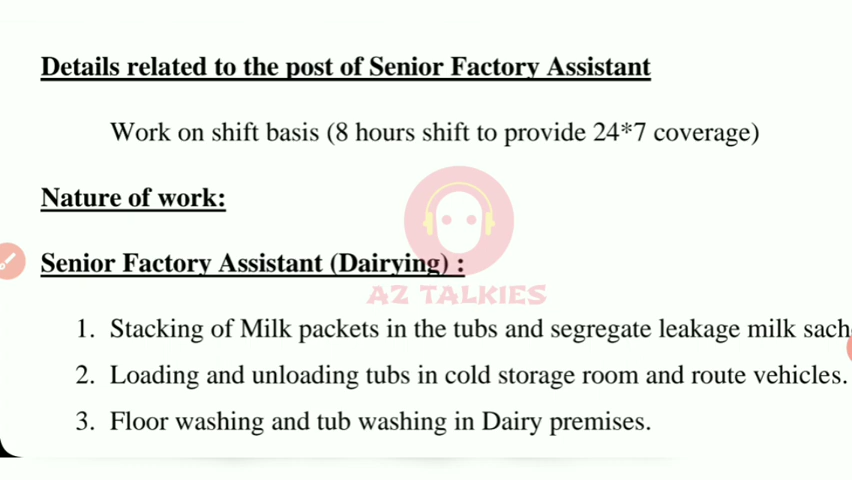 Details related to the post of Senior Factory Assistant
Work on shift basis (8 hours shift to provide 24*7 coverage)
Nature of work:
Senior Factory Assistant (Dairying) :
AZ TALKIES
1. Stacking of Milk packets in the tubs and segregate leakage milk sach
2. Loading and unloading tubs in cold storage room and route vehicles.
3. Floor washing and tub washing in Dairy premises.